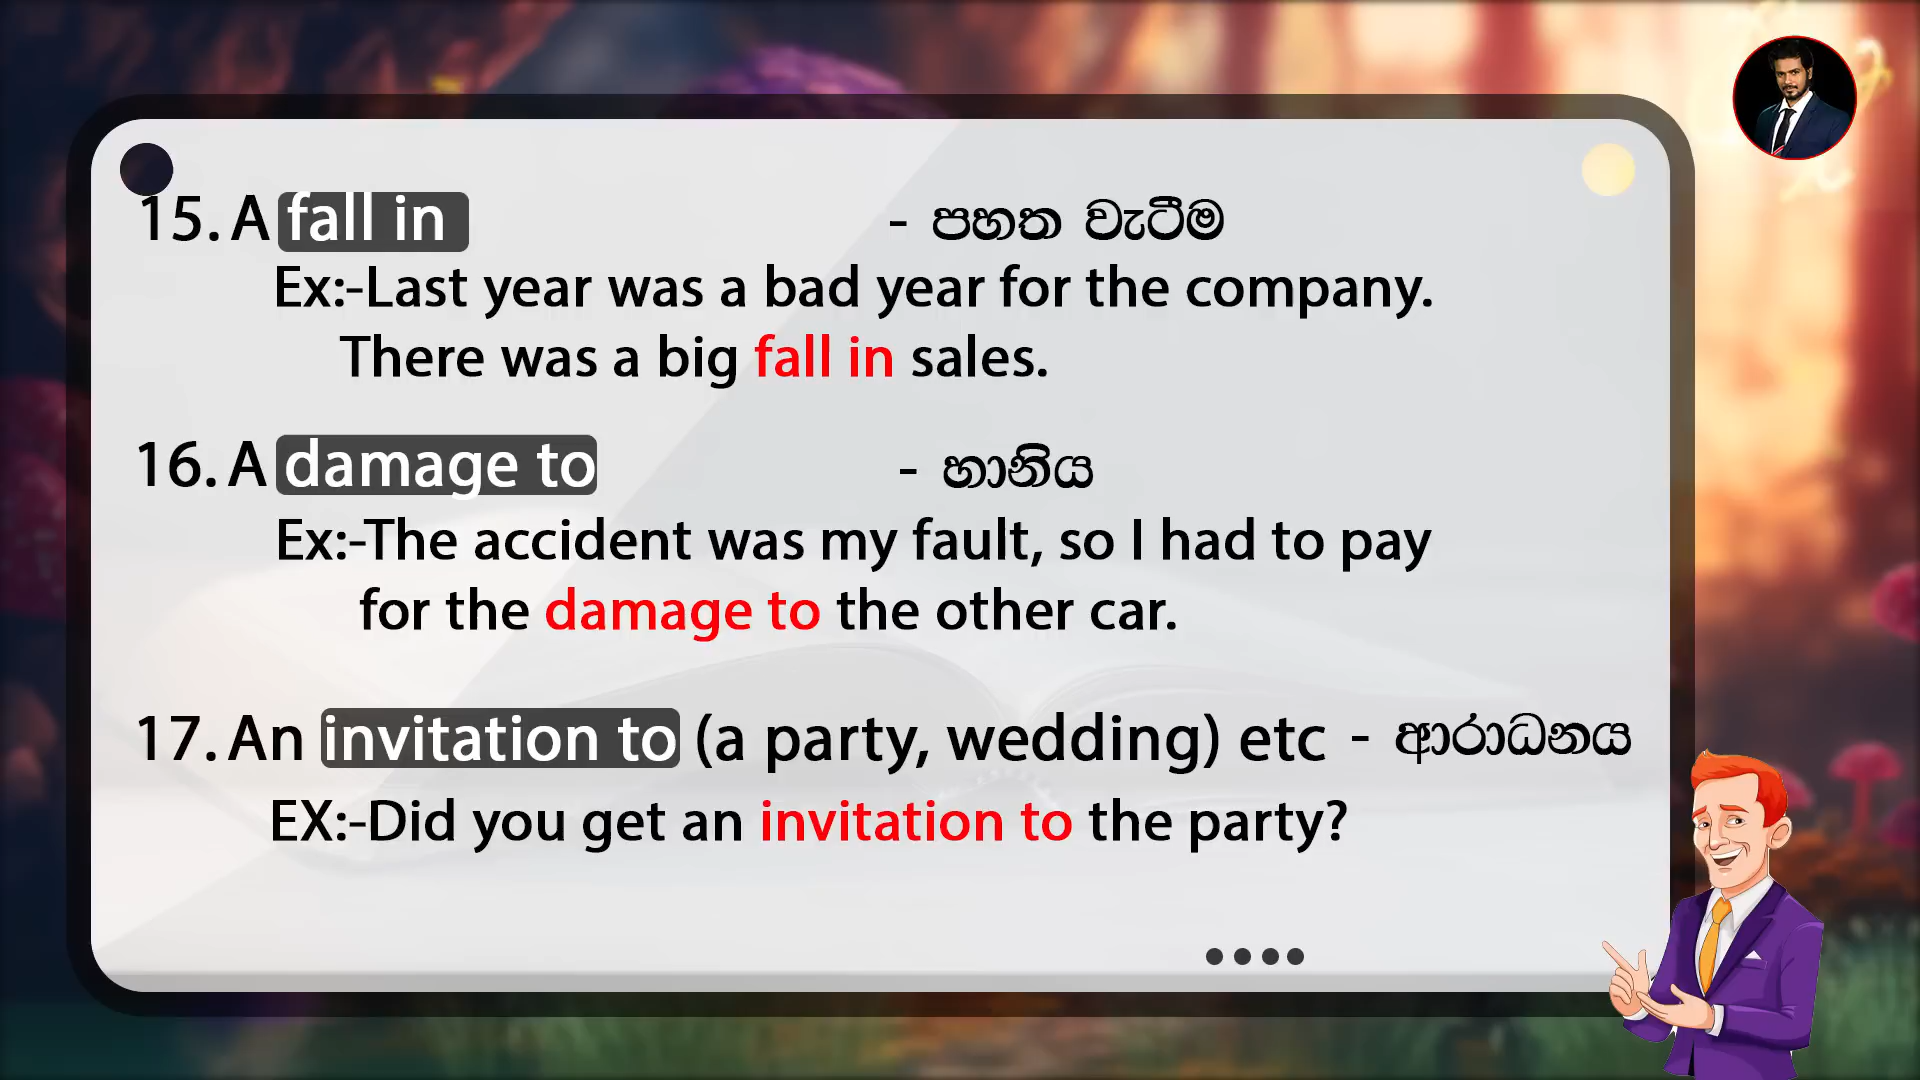 15. A fall in - පහත වැටීම
Ex:-Last year was a bad year for the company.
There was a big fall in sales.
16. A damage to - හානිය
Ex:-The accident was my fault, so I had to pay
for the damage to the other car.
17. An invitation to (a party, wedding) etc - ආරාධනය
EX:-Did you get an invitation to the party?